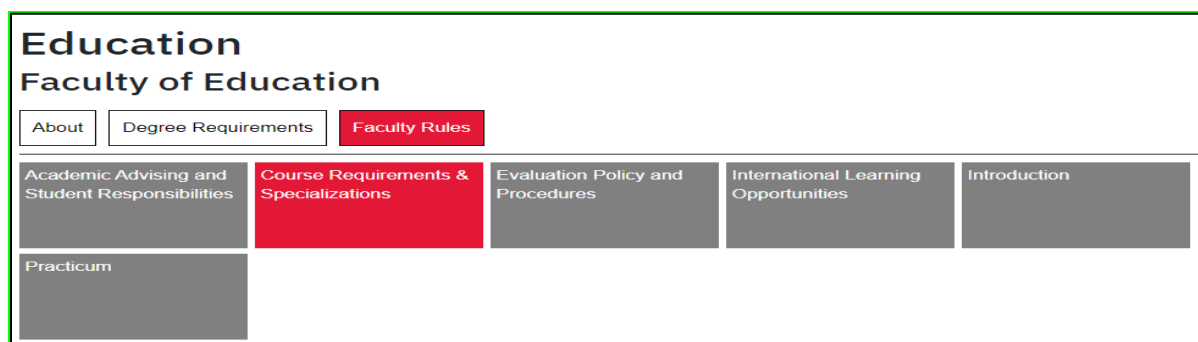 Education
Faculty of Education
About
Degree Requirements
Faculty Rules
Academic Advising and
Student Responsibilities
Course Requirements &
Specializations
Evaluation Policy and
Procedures
International Learning
Opportunities
Introduction
Practicum